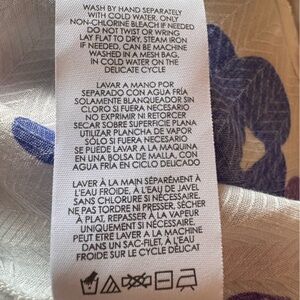 WASH BY HAND SEPARATELY
WITH COLD WATER, ONLY
NON-CHLORINE BLEACH IF NEEDED
DO NOT TWIST OR WRING
LAY FLAT TO DRY, STEAM IRON
IF NEEDED, CAN BE MACHINE
WASHED IN A MESH BAG,
IN COLD WATER ON THE
DELICATE CYCLE
LAVAR A MANO POR
SEPARADO CON AGUA FRÍA
SOLAMENTE BLANQUEADOR SIN
CLORO SI FUERA NECESARIO
NO EXPRIMIR NI RETORCER
SECAR SOBRE SUPERFICIE PLANA
UTILIZAR PLANCHA DE VAPOR
SÓLO SI FUERA NECESARIO
SE PUEDE LAVAR A LA MAQUINA
EN UNA BOLSA DE MALLA, CON
AGUA FRÍA EN CICLO DELICADO
LAVER À LA MAIN SÉPARÉMENT À
L'EAU FROIDE, À L'EAU DE JAVEL
SANS CHLORURE SI NÉCESSAIRE,
NE PAS TORDRE NI PRESSER, SÉCHER
À PLAT, REPASSER À LA VAPEUR
UNIQUEMENT SI NÉCESSAIRE.
PEUT ETRE LAVER A LA MACHINE
DANS UN SAC-FILET, À L'EAU
FROIDE SUR LE CYCLE DÉLICAT